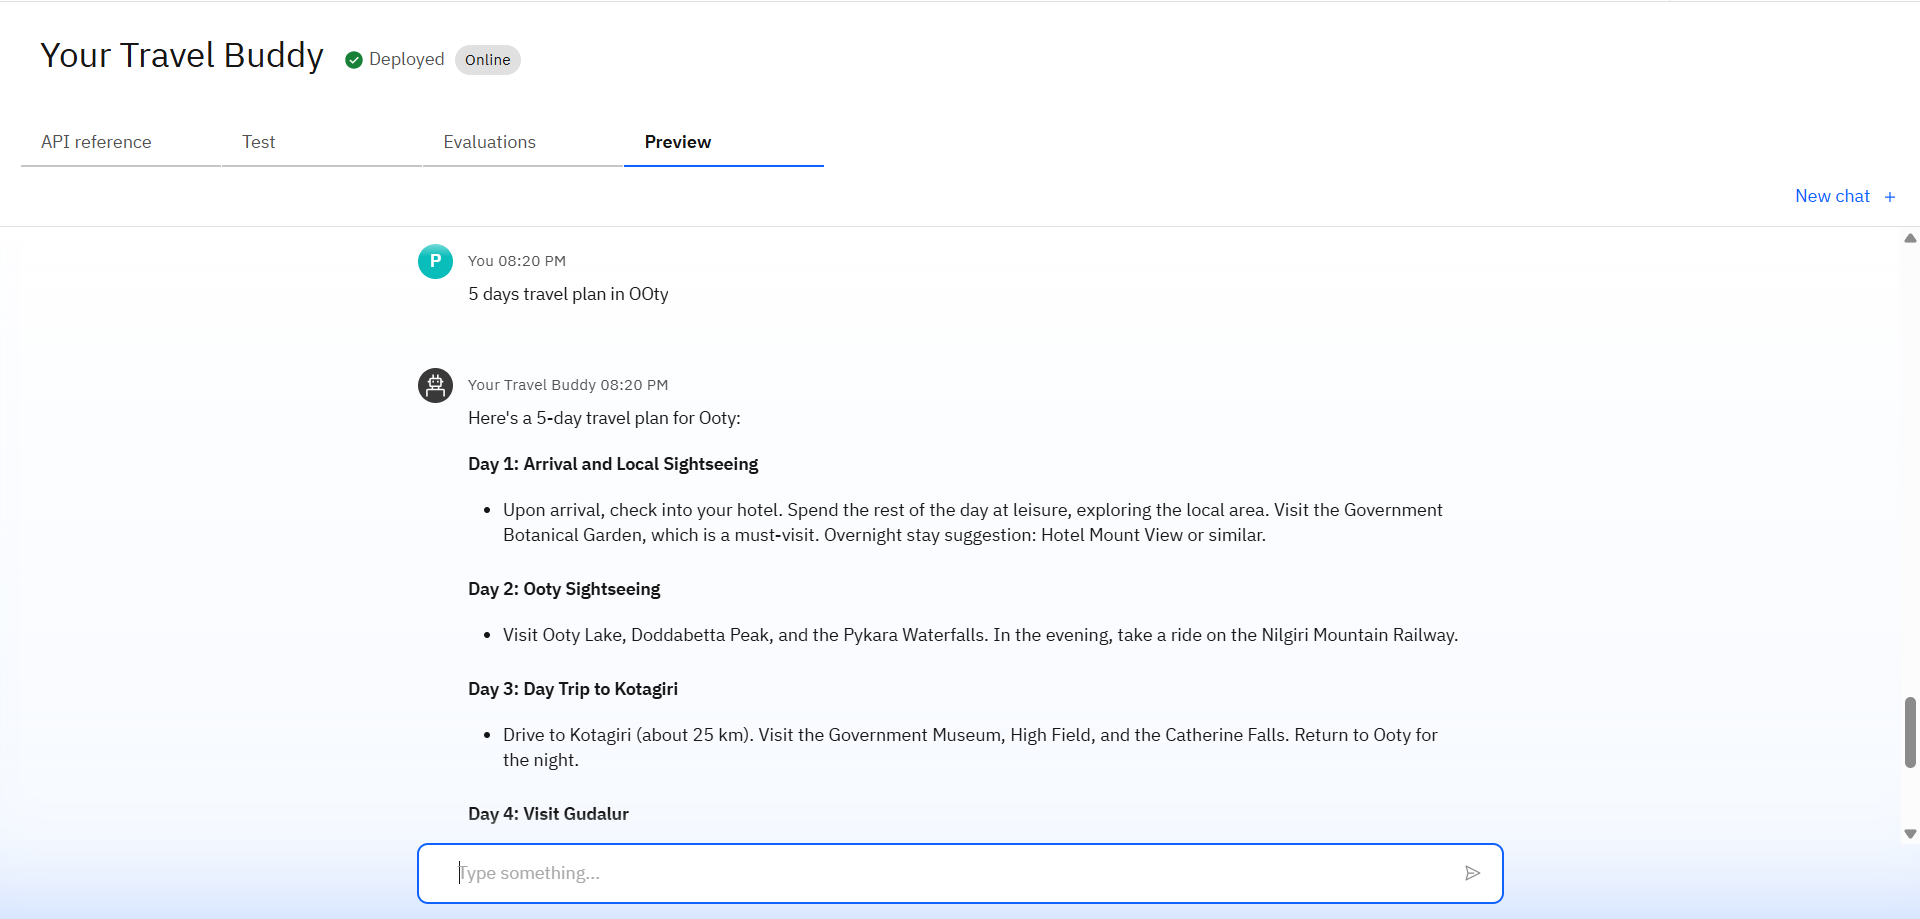 Your Travel Buddy Deployed Online
API reference Test Evaluations Preview
New chat +
P You 08:20 PM
5 days travel plan in OOty
Your Travel Buddy 08:20 PM
Here's a 5-day travel plan for Ooty:
Day 1: Arrival and Local Sightseeing
• Upon arrival, check into your hotel. Spend the rest of the day at leisure, exploring the local area. Visit the Government
Botanical Garden, which is a must-visit. Overnight stay suggestion: Hotel Mount View or similar.
Day 2: Ooty Sightseeing
• Visit Ooty Lake, Doddabetta Peak, and the Pykara Waterfalls. In the evening, take a ride on the Nilgiri Mountain Railway.
Day 3: Day Trip to Kotagiri
• Drive to Kotagiri (about 25 km). Visit the Government Museum, High Field, and the Catherine Falls. Return to Ooty for
the night.
Day 4: Visit Gudalur
Type something...